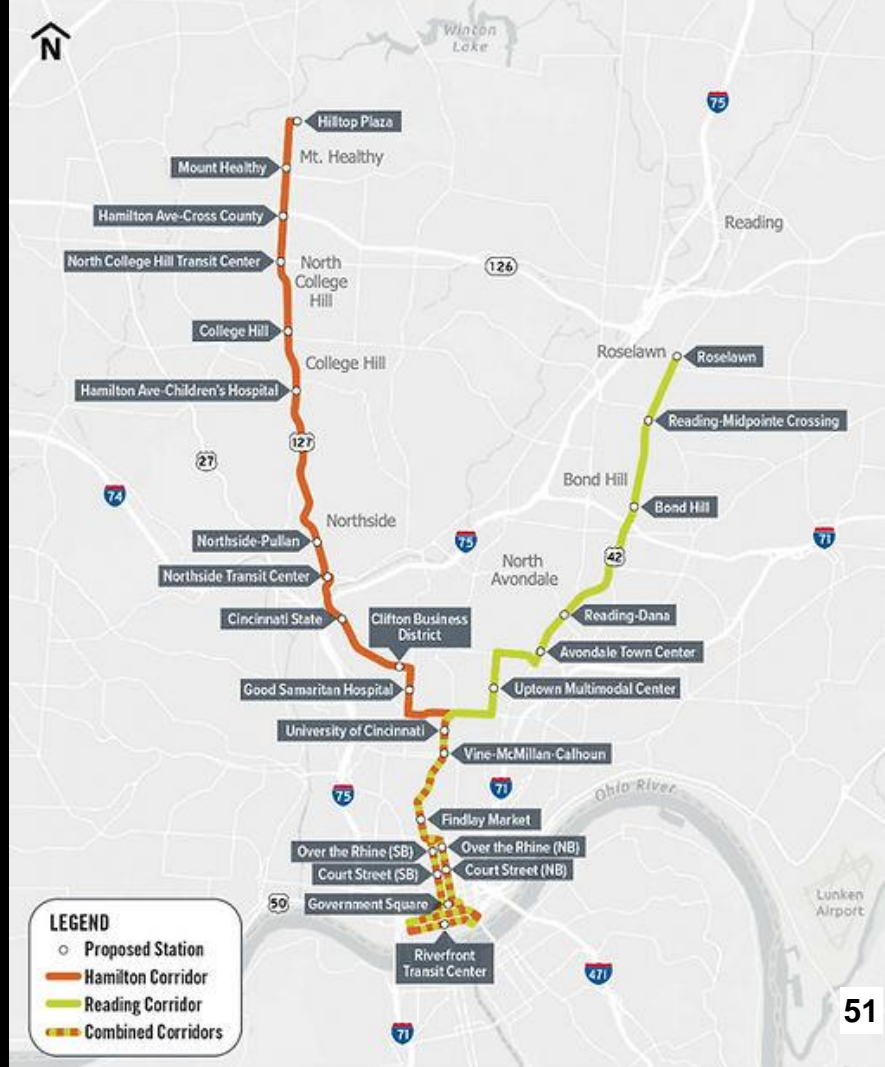 N
Winton
Lake
75
Hilltop Plaza
Mt. Healthy
Mount Healthy
Hamilton Ave-Cross County
Reading
North College Hill Transit Center
North
College
Hill
126
College Hill
Roselawn
Roselawn
College Hill
Hamilton Ave-Children's Hospital
Reading-Midpointe Crossing
127
27
Bond Hill
74
Bond Hill
Northside
Northside-Pullan
75
71
42
North
Avondale
Northside Transit Center
Cincinnati State
Clifton Business
District
Reading-Dana
Avondale Town Center
Good Samaritan Hospital
Uptown Multimodal Center
University of Cincinnati
Vine-McMillan-Calhoun
75
71
Ohio River
Findlay Market
Over the Rhine (SB)
Over the Rhine (NB)
Court Street (SB)
Court Street (NB)
50
Government Square
Lunken
Airport
Riverfront
Transit Center
471
71
LEGEND
Proposed Station
Hamilton Corridor
Reading Corridor
Combined Corridors
51